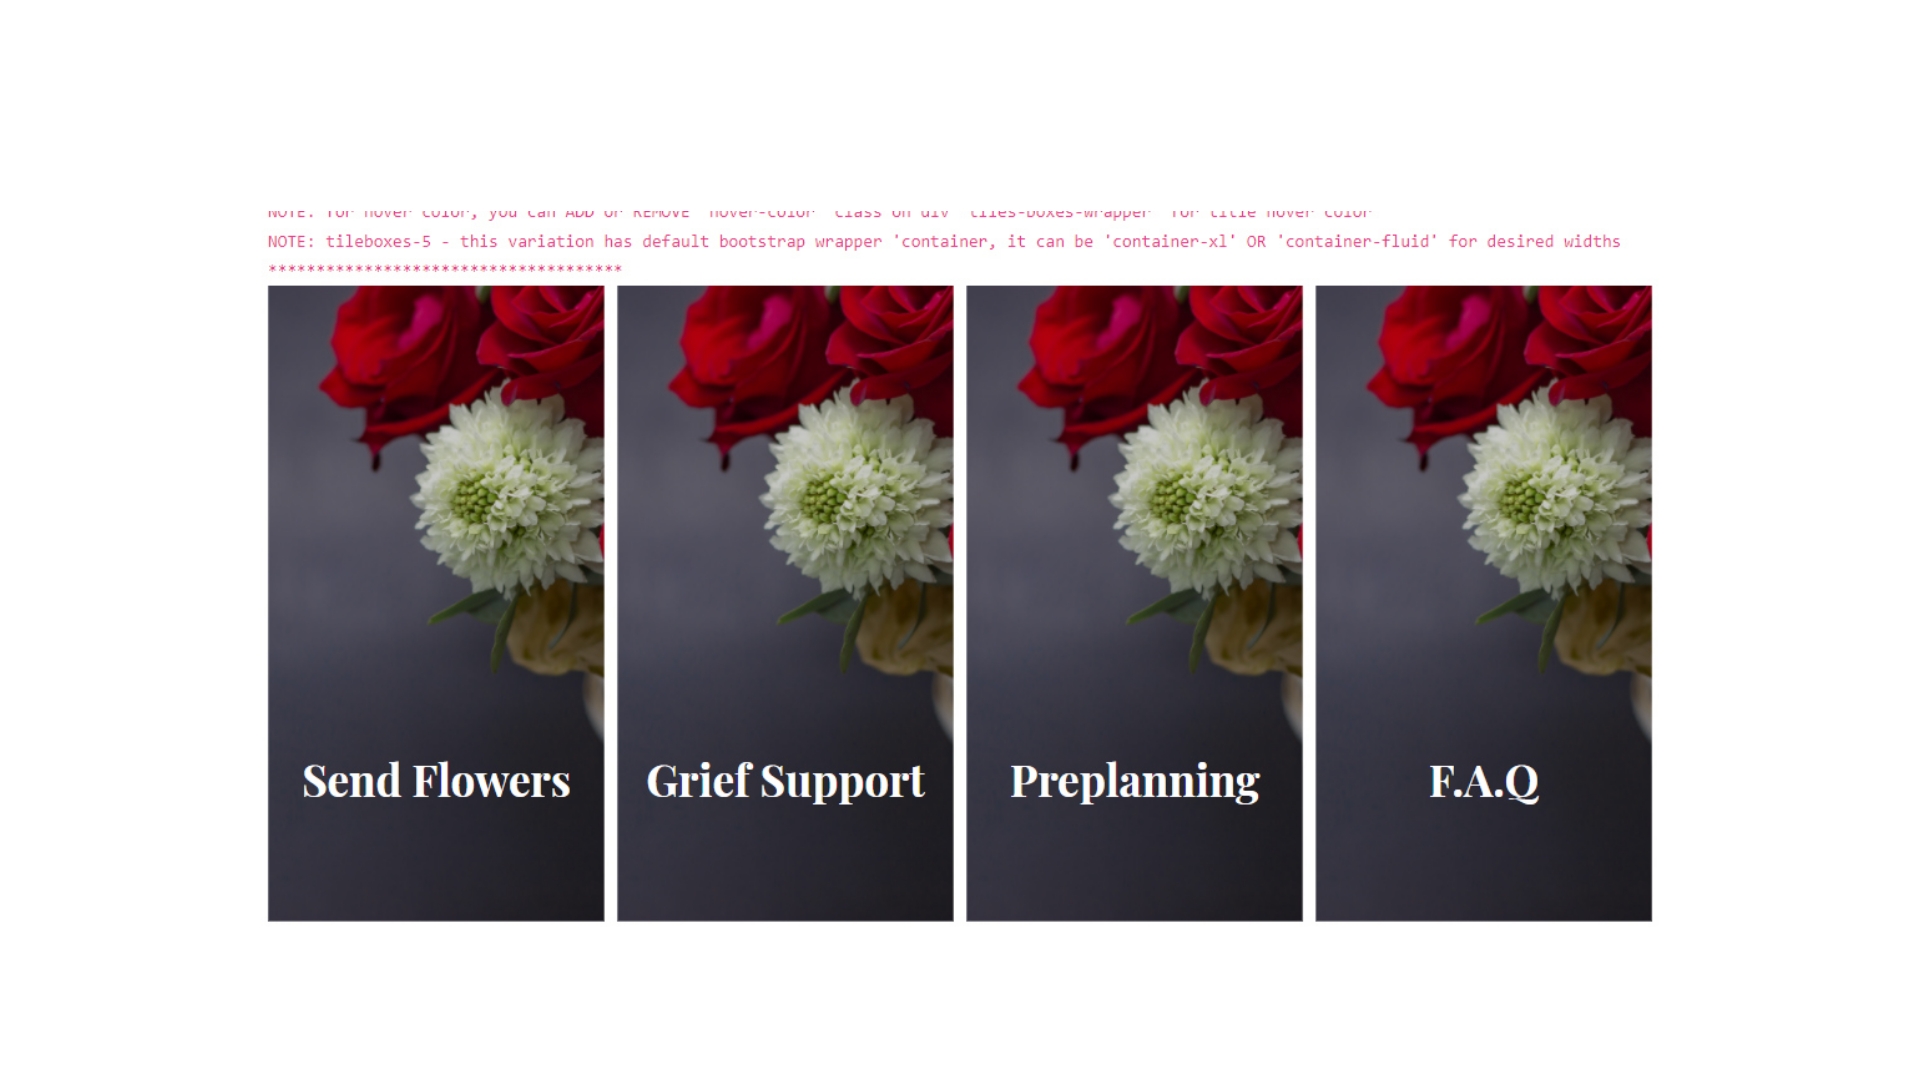 NOTE: for hover color, you can ADD or REMOVE 'hover-color' class on div 'tiles-boxes-wrapper' for title hover color
NOTE: tileboxes-5 - this variation has default bootstrap wrapper 'container, it can be 'container-xl' OR 'container-fluid' for desired widths
*************************************
Send Flowers
Grief Support
Preplanning
F.A.Q